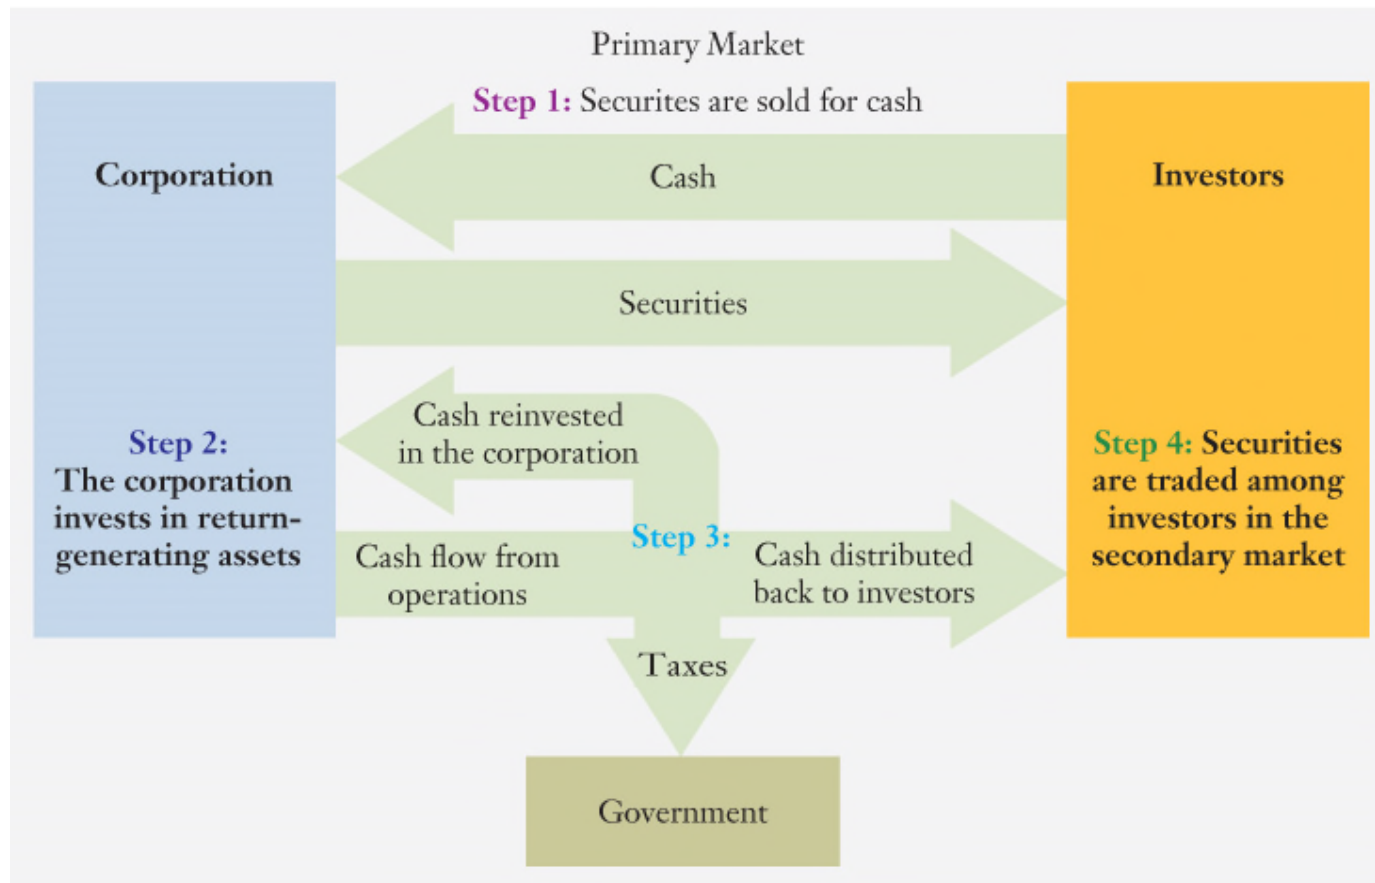 Primary Market
Step 1: Securites are sold for cash
Corporation
Cash
Investors
Securities
Cash reinvested
in the corporation
Step 2:
The corporation
invests in return-
generating assets
Step 3:
Cash flow from
operations
Cash distributed
back to investors
Step 4: Securities
are traded among
investors in the
secondary market
Taxes
Government